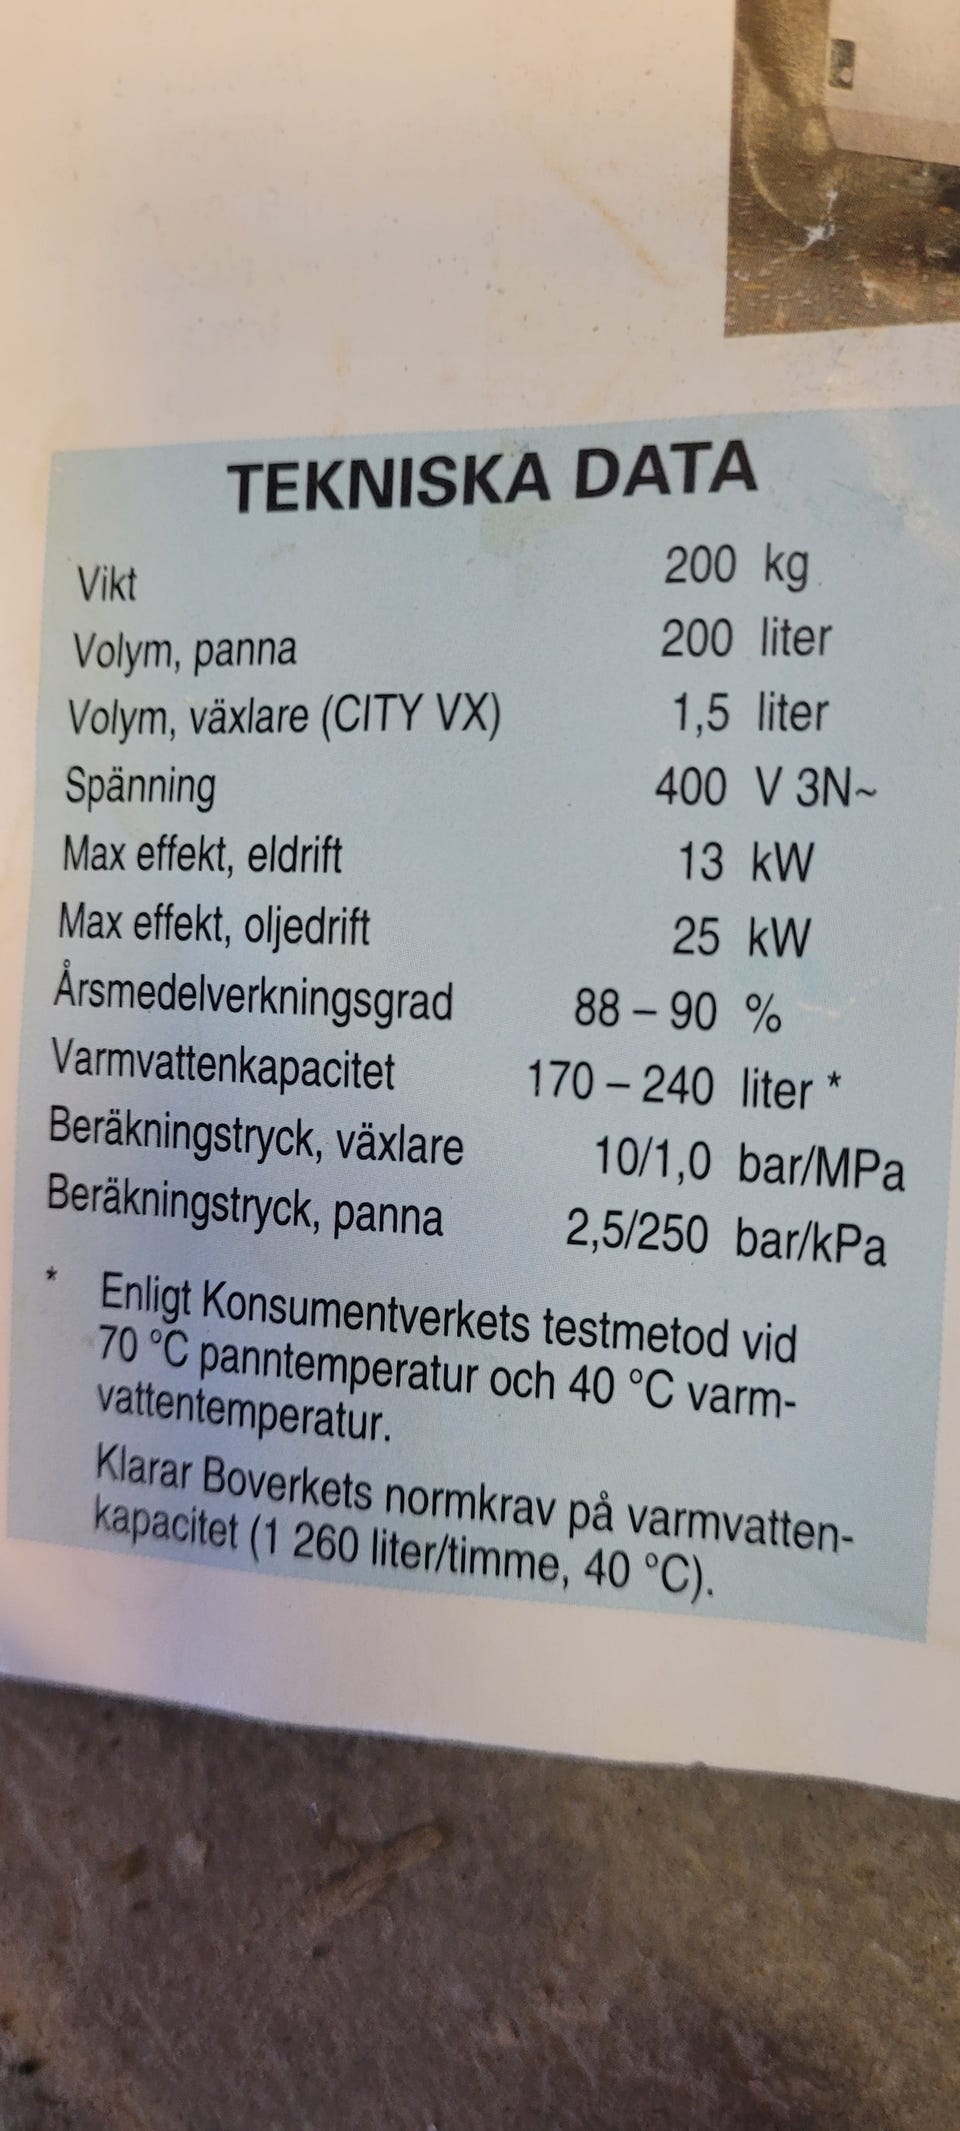 TEKNISKA DATA
Vikt 200 kg
Volym, panna 200 liter
Volym, växlare (CITY VX) 1,5 liter
Spänning 400 V 3N~
Max effekt, eldrift 13 kW
Max effekt, oljedrift 25 kW
Årsmedelverkningsgrad 88 – 90 %
Varmvattenkapacitet 170 – 240 liter *
Beräkningstryck, växlare 10/1,0 bar/MPa
Beräkningstryck, panna 2,5/250 bar/kPa
* Enligt Konsumentverkets testmetod vid
70 °C panntemperatur och 40 °C varm-
vattentemperatur.
Klarar Boverkets normkrav på varmvatten-
kapacitet (1 260 liter/timme, 40 °C).